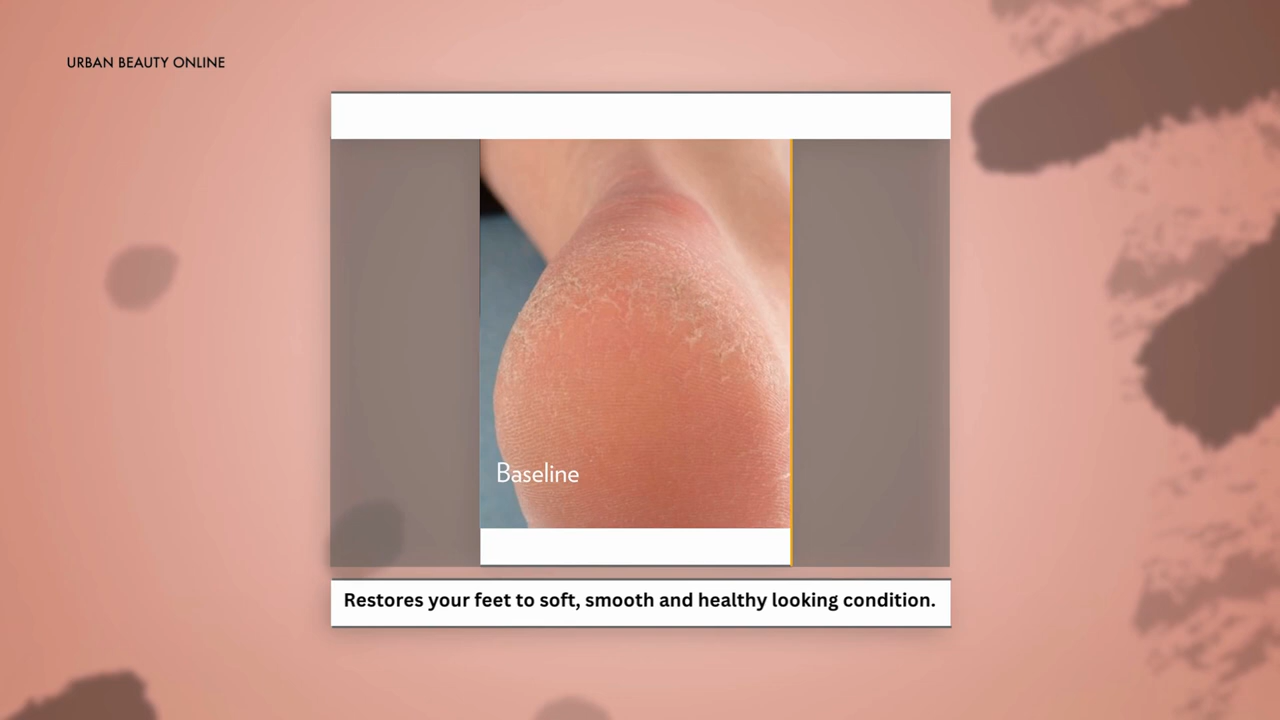 URBAN BEAUTY ONLINE
Baseline
Restores your feet to soft, smooth and healthy looking condition.